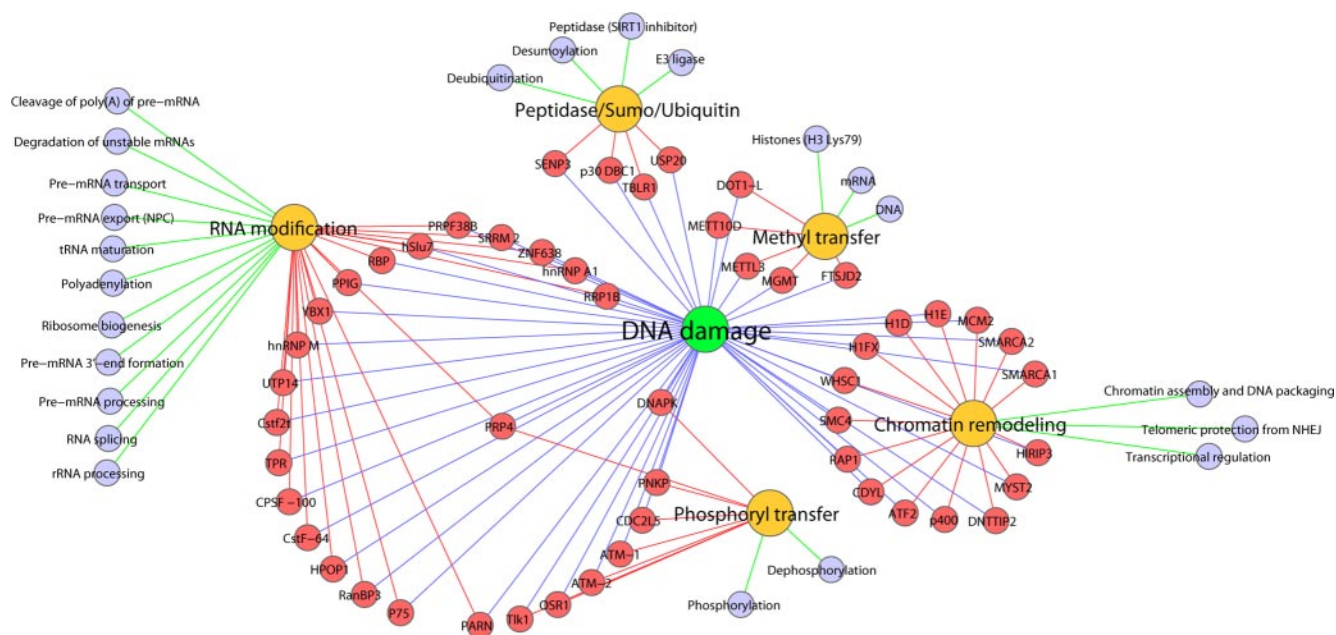 Peptidase (SIRT1 inhibitor)
Desumoylation
E3 ligase
Deubiquitination
Peptidase/Sumo/Ubiquitin
Cleavage of poly(A) of pre−mRNA
Degradation of unstable mRNAs
Pre−mRNA transport
Pre−mRNA export (NPC)
tRNA maturation
Polyadenylation
Ribosome biogenesis
Pre−mRNA 3'−end formation
Pre−mRNA processing
RNA splicing
rRNA processing
RNA modification
SENP3
p30 DBC1
TBLR1
USP20
Histones (H3 Lys79)
mRNA
DNA
DOT1−L
METT10D
Methyl transfer
METTL3
MGMT
FTSJD2
PRPF38B
hSlu7
SRRM 2
RBP
ZNF638
hnRNP A1
PPIG
RRP1B
YBX1
hnRNP M
UTP14
Cstf2t
TPR
CPSF −100
CstF−64
HPOP1
RanBP3
P75
PARN
DNA damage
H1D
H1E
MCM2
H1FX
SMARCA2
WHSC1
SMARCA1
SMC4
Chromatin remodeling
RAP1
HIRIP3
CDYL
MYST2
ATF2
p400
DNTTIP2
Chromatin assembly and DNA packaging
Telomeric protection from NHEJ
Transcriptional regulation
DNAPK
PRP4
PNKP
CDC2L5
Phosphoryl transfer
ATM−1
ATM−2
OSR1
Tlk1
Dephosphorylation
Phosphorylation